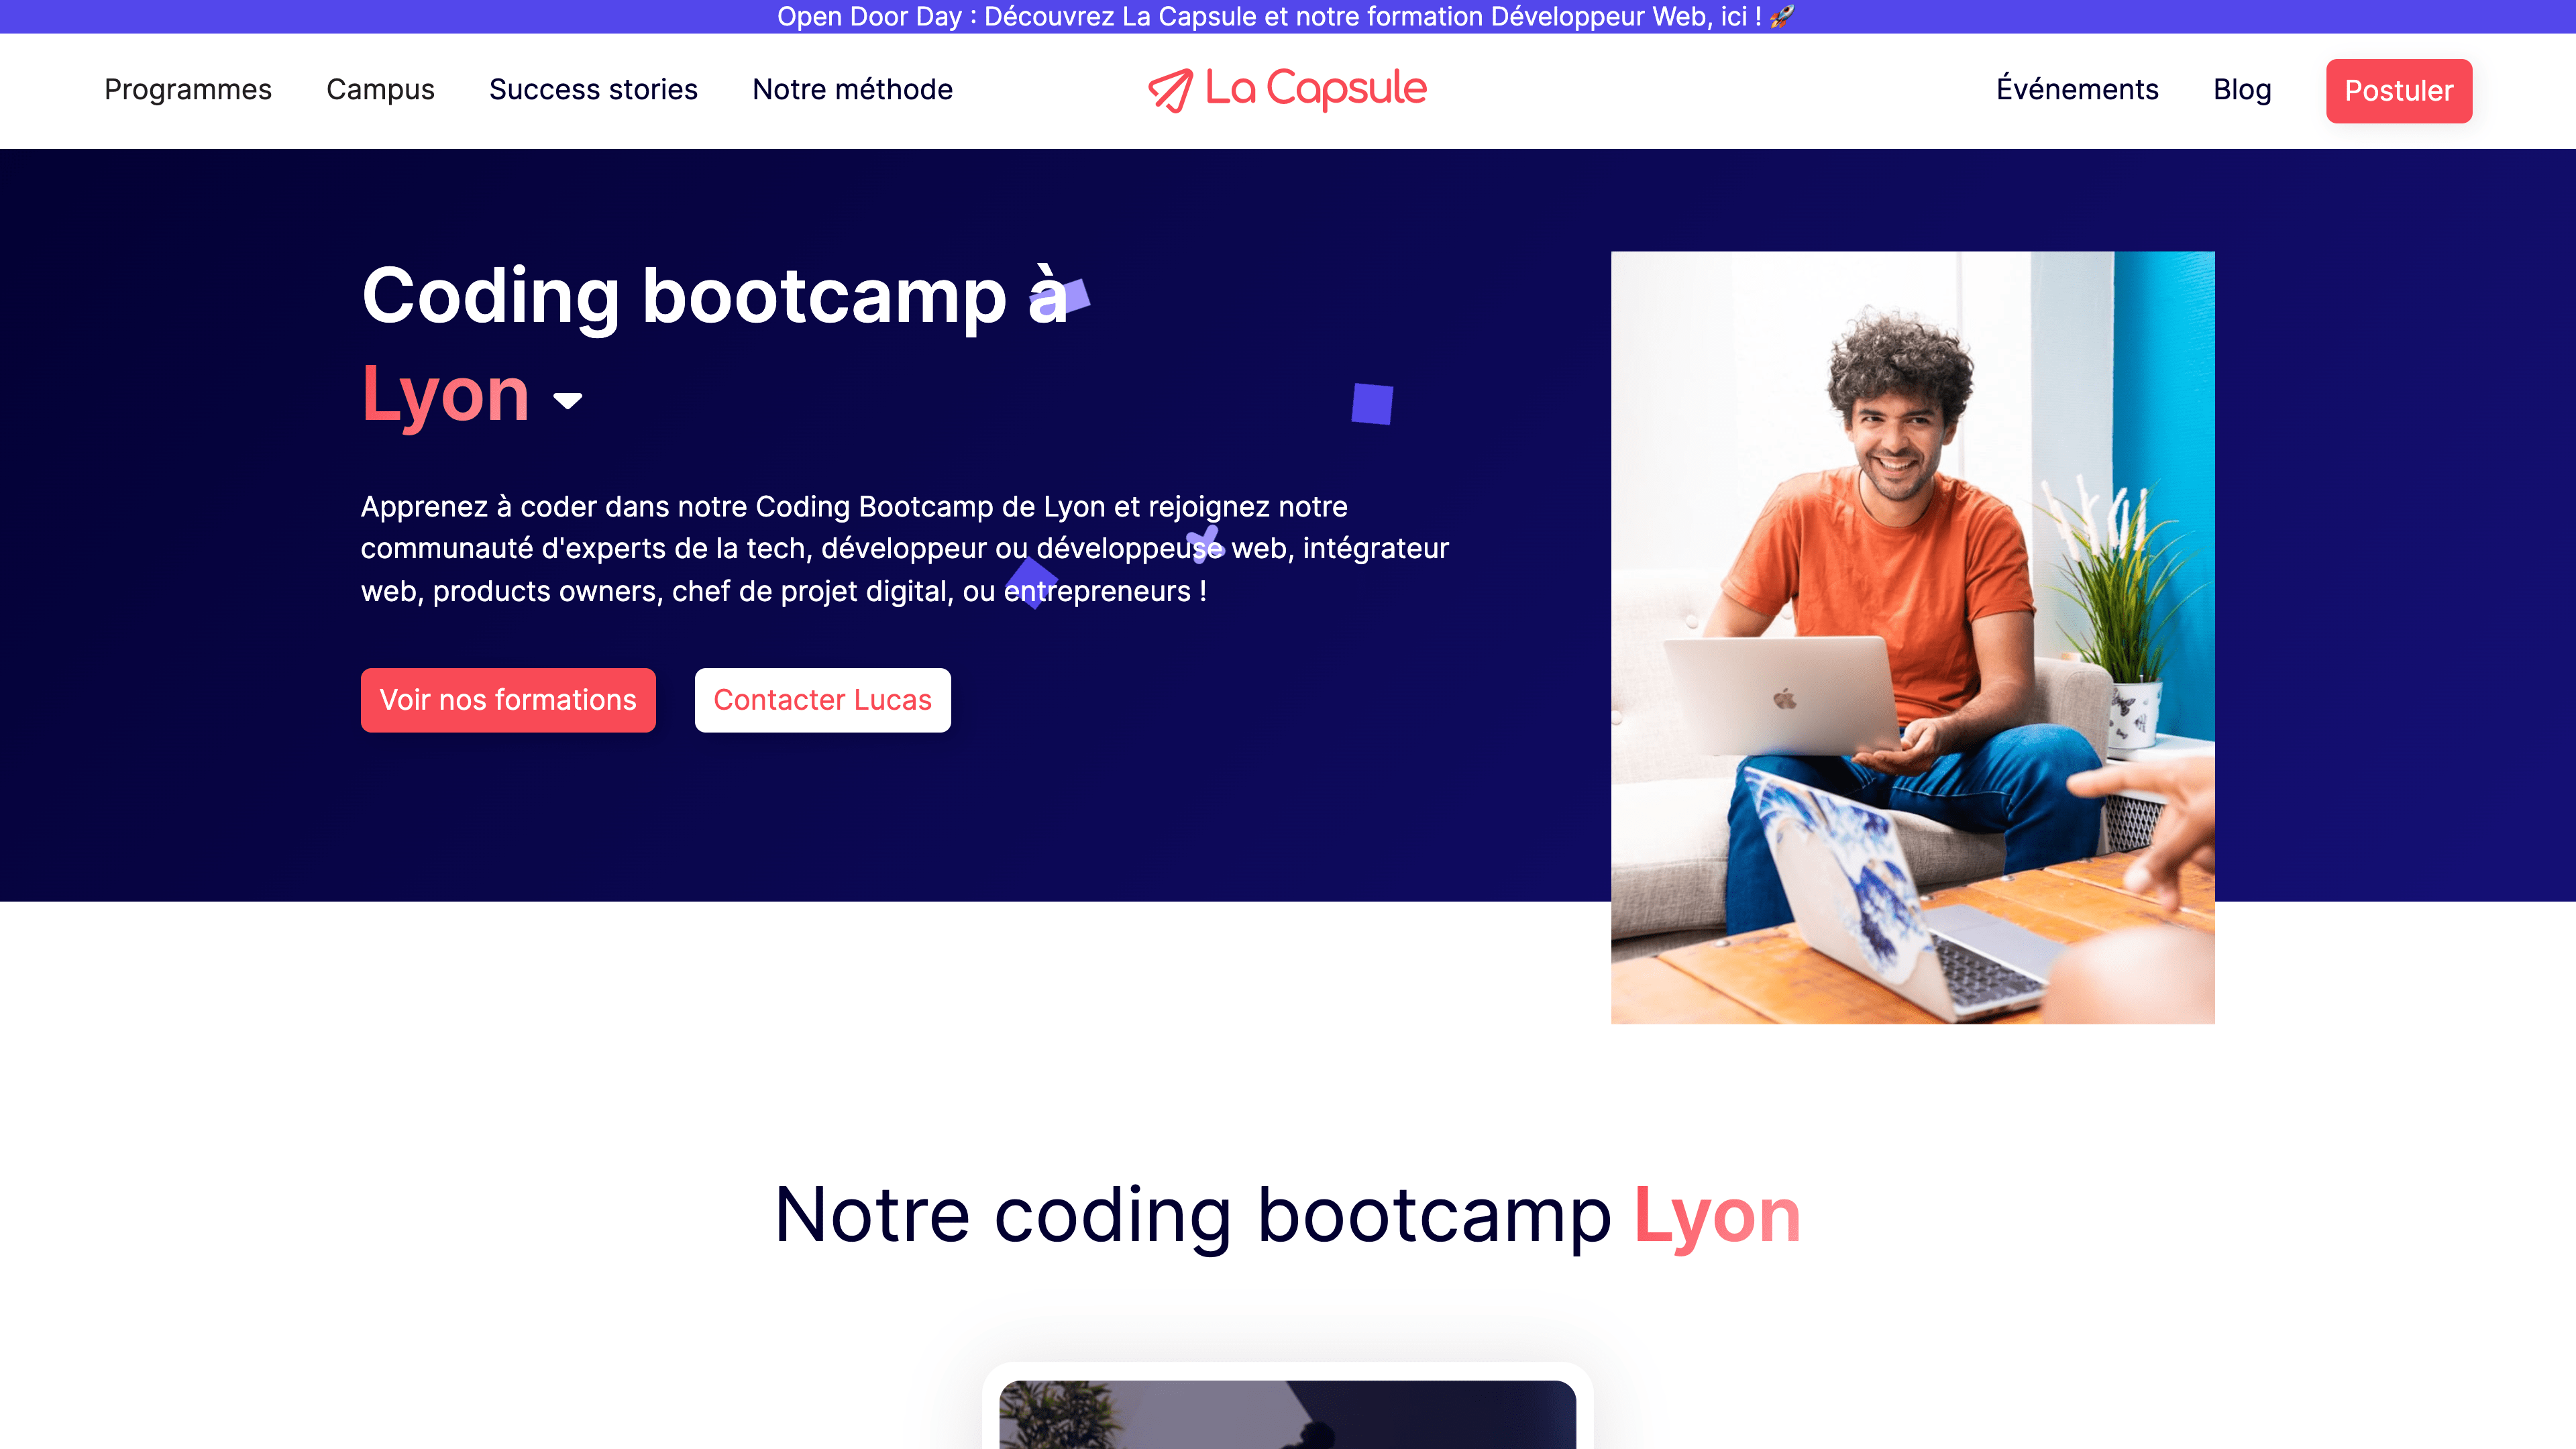 Open Door Day : Découvrez La Capsule et notre formation Développeur Web, ici ! 🚀
Programmes
Campus
Success stories
Notre méthode
La Capsule
Événements
Blog
Postuler
Coding bootcamp à
Lyon
Apprenez à coder dans notre Coding Bootcamp de Lyon et rejoignez notre
communauté d'experts de la tech, développeur ou développeuse web, intégrateur
web, products owners, chef de projet digital, ou entrepreneurs !
Voir nos formations
Contacter Lucas
Notre coding bootcamp Lyon